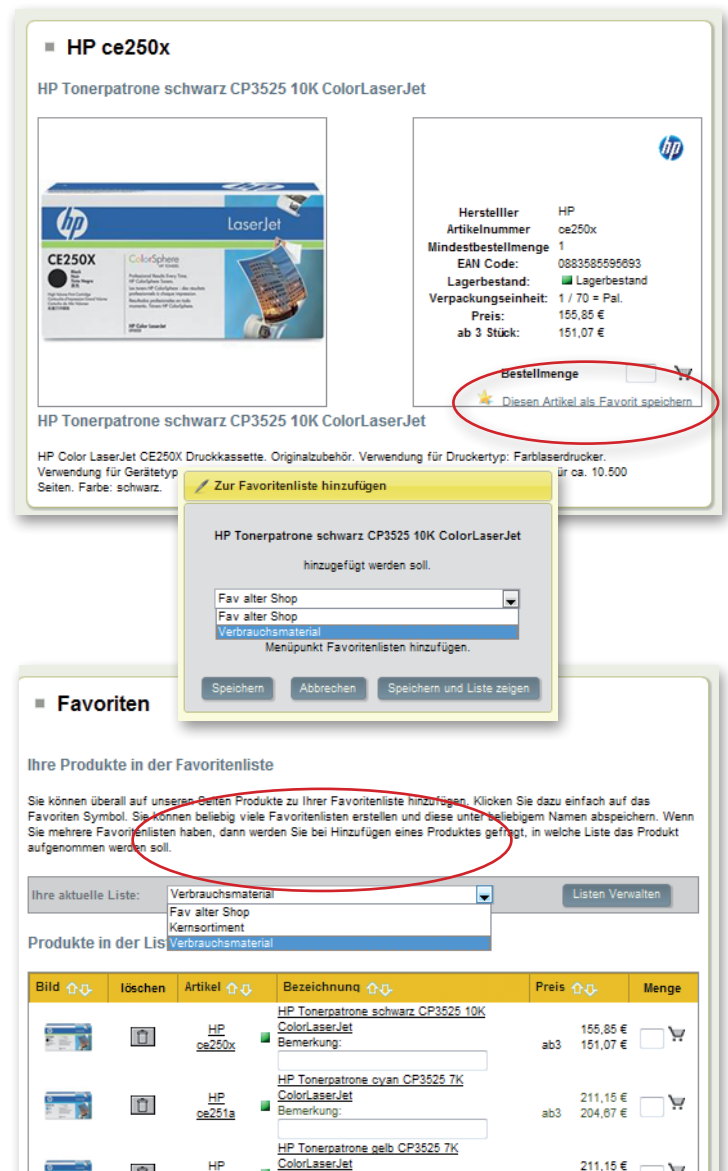 HP ce250x
HP Tonerpatrone schwarz CP3525 10K ColorLaserJet
hp
LaserJet
hp
CE250X
ColorSphere
HP Color LaserJet
Herstelller HP
Artikelnummer ce250x
Mindestbestellmenge 1
EAN Code: 0883585595693
Lagerbestand: Lagerbestand
Verpackungseinheit: 1 / 70 = Pal.
Preis: 155,85 €
ab 3 Stück: 151,07 €
Bestellmenge
Diesen Artikel als Favorit speichern
HP Tonerpatrone schwarz CP3525 10K ColorLaserJet
HP Color LaserJet CE250X Druckkassette. Originalzubehör. Verwendung für Druckertyp: Farblaserdrucker.
Verwendung für Gerätetyp ür ca. 10.500
Seiten. Farbe: schwarz.
Zur Favoritenliste hinzufügen
HP Tonerpatrone schwarz CP3525 10K ColorLaserJet
hinzugefügt werden soll.
Fav alter Shop
Fav alter Shop
Verbrauchsmaterial
Menüpunkt Favoritenlisten hinzufügen.
Speichern Abbrechen Speichern und Liste zeigen
Favoriten
Ihre Produkte in der Favoritenliste
Sie können überall auf unseren Seiten Produkte zu Ihrer Favoritenliste hinzufügen. Klicken Sie dazu einfach auf das
Favoriten Symbol. Sie können beliebig viele Favoritenlisten erstellen und diese unter beliebigem Namen abspeichern. Wenn
Sie mehrere Favoritenlisten haben, dann werden Sie bei Hinzufügen eines Produktes gefragt, in welche Liste das Produkt
aufgenommen werden soll.
Ihre aktuelle Liste: Verbrauchsmaterial Listen Verwalten
Fav alter Shop
Kernsortiment
Produkte in der Lis Verbrauchsmaterial
Bild löschen Artikel Bezeichnung Preis Menge
HP Tonerpatrone schwarz CP3525 10K
HP ColorLaserJet 155,85 €
ce250x Bemerkung: ab3 151,07 €
HP Tonerpatrone cyan CP3525 7K
HP ColorLaserJet 211,15 €
ce251a Bemerkung: ab3 204,67 €
HP Tonerpatrone gelb CP3525 7K
HP ColorLaserJet 211,15 €